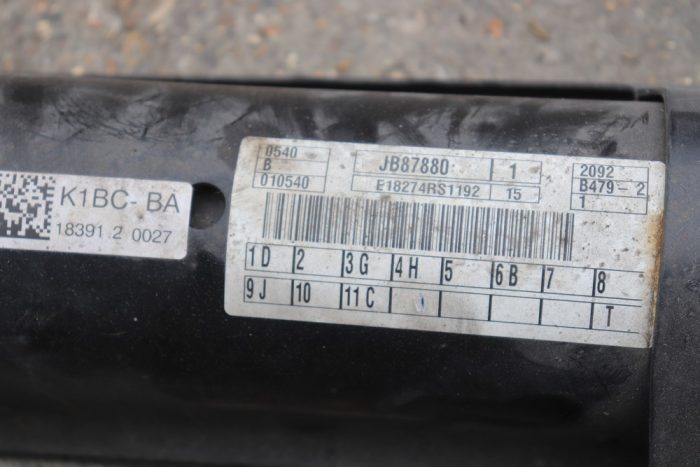 K1BC-BA
18391 2 0027
0540
B
010540
JB87880 1
E18274RS1192 15
2092
B479-2
1
1D 2 3G 4H 5 6B 7 8
9J 10 11C T